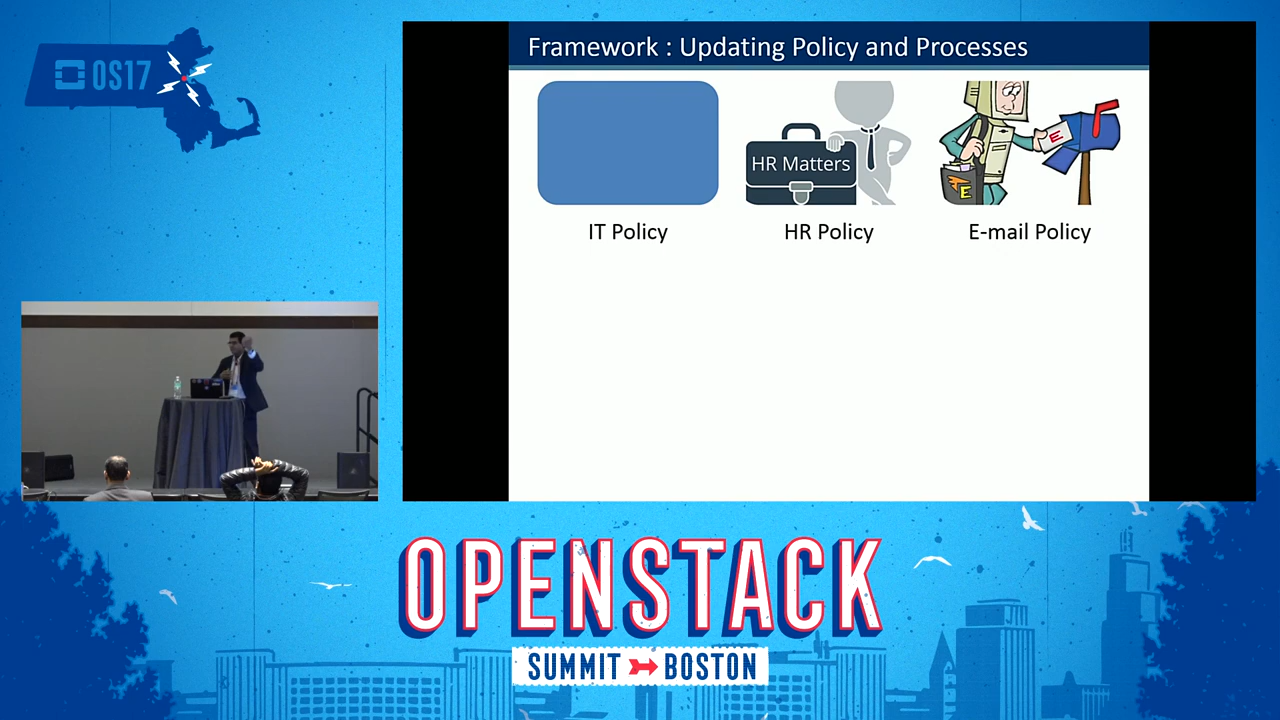 OS17
Framework : Updating Policy and Processes
HR Matters
E
E
IT Policy
HR Policy
E-mail Policy
OPENSTACK
SUMMIT BOSTON